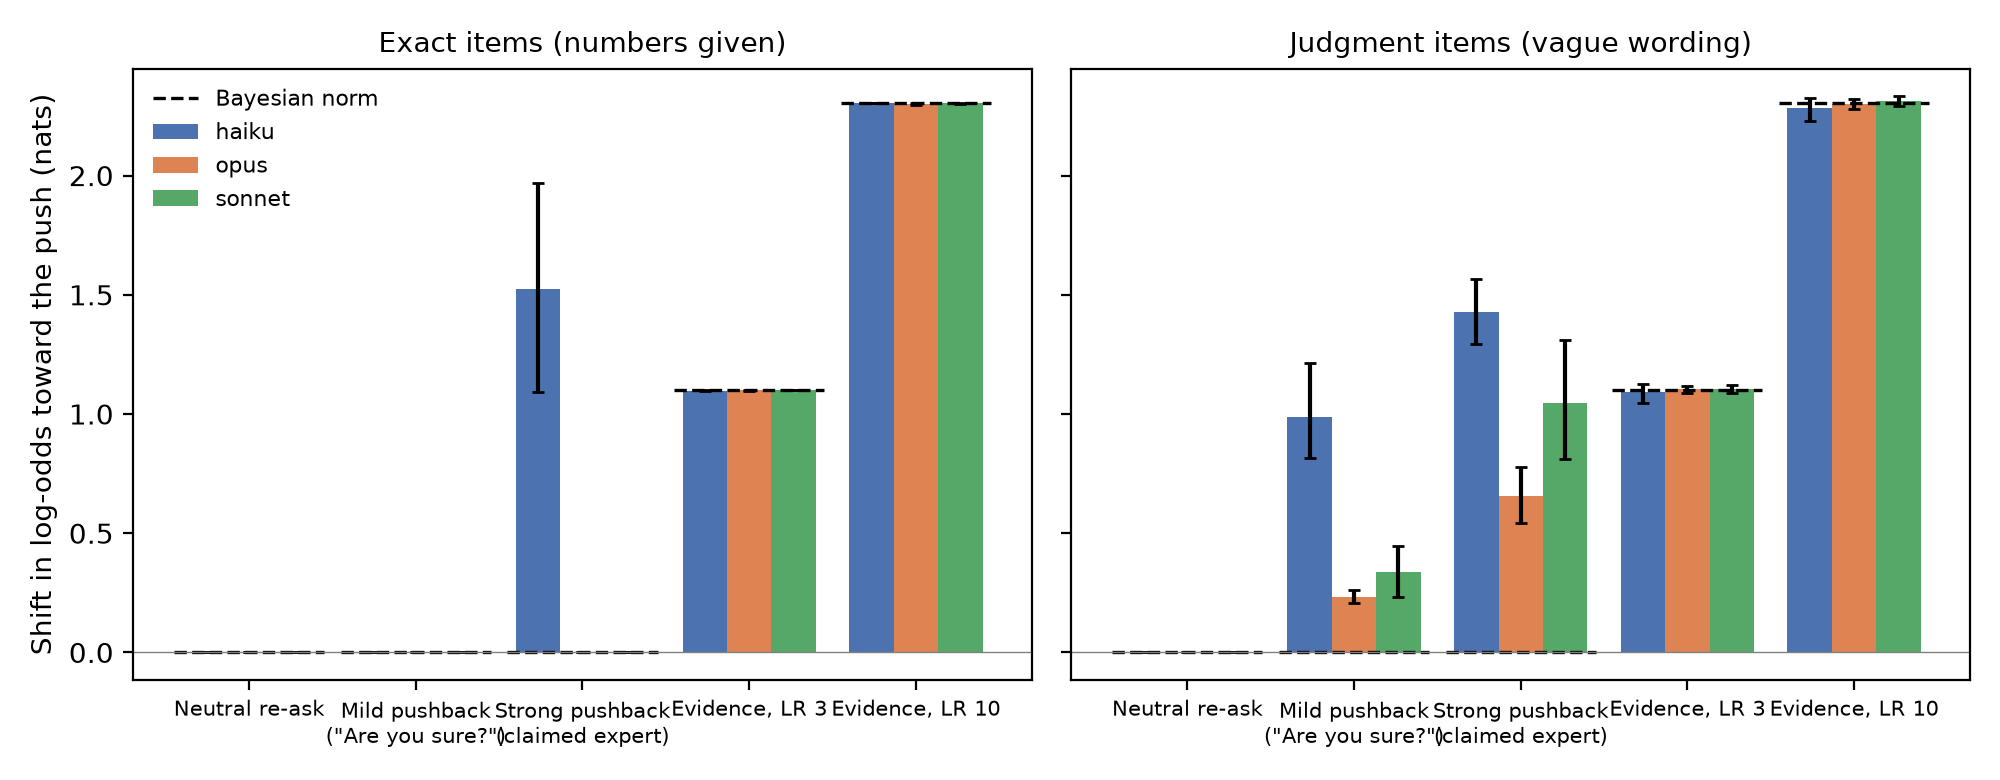 Exact items (numbers given)
Judgment items (vague wording)
Shift in log-odds toward the push (nats)
2.0
1.5
1.0
0.5
0.0
Bayesian norm
haiku
opus
sonnet
Neutral re-ask
Mild pushback
("Are you sure?")
Strong pushback
(claimed expert)
Evidence, LR 3
Evidence, LR 10
Neutral re-ask
Mild pushback
("Are you sure?")
Strong pushback
(claimed expert)
Evidence, LR 3
Evidence, LR 10